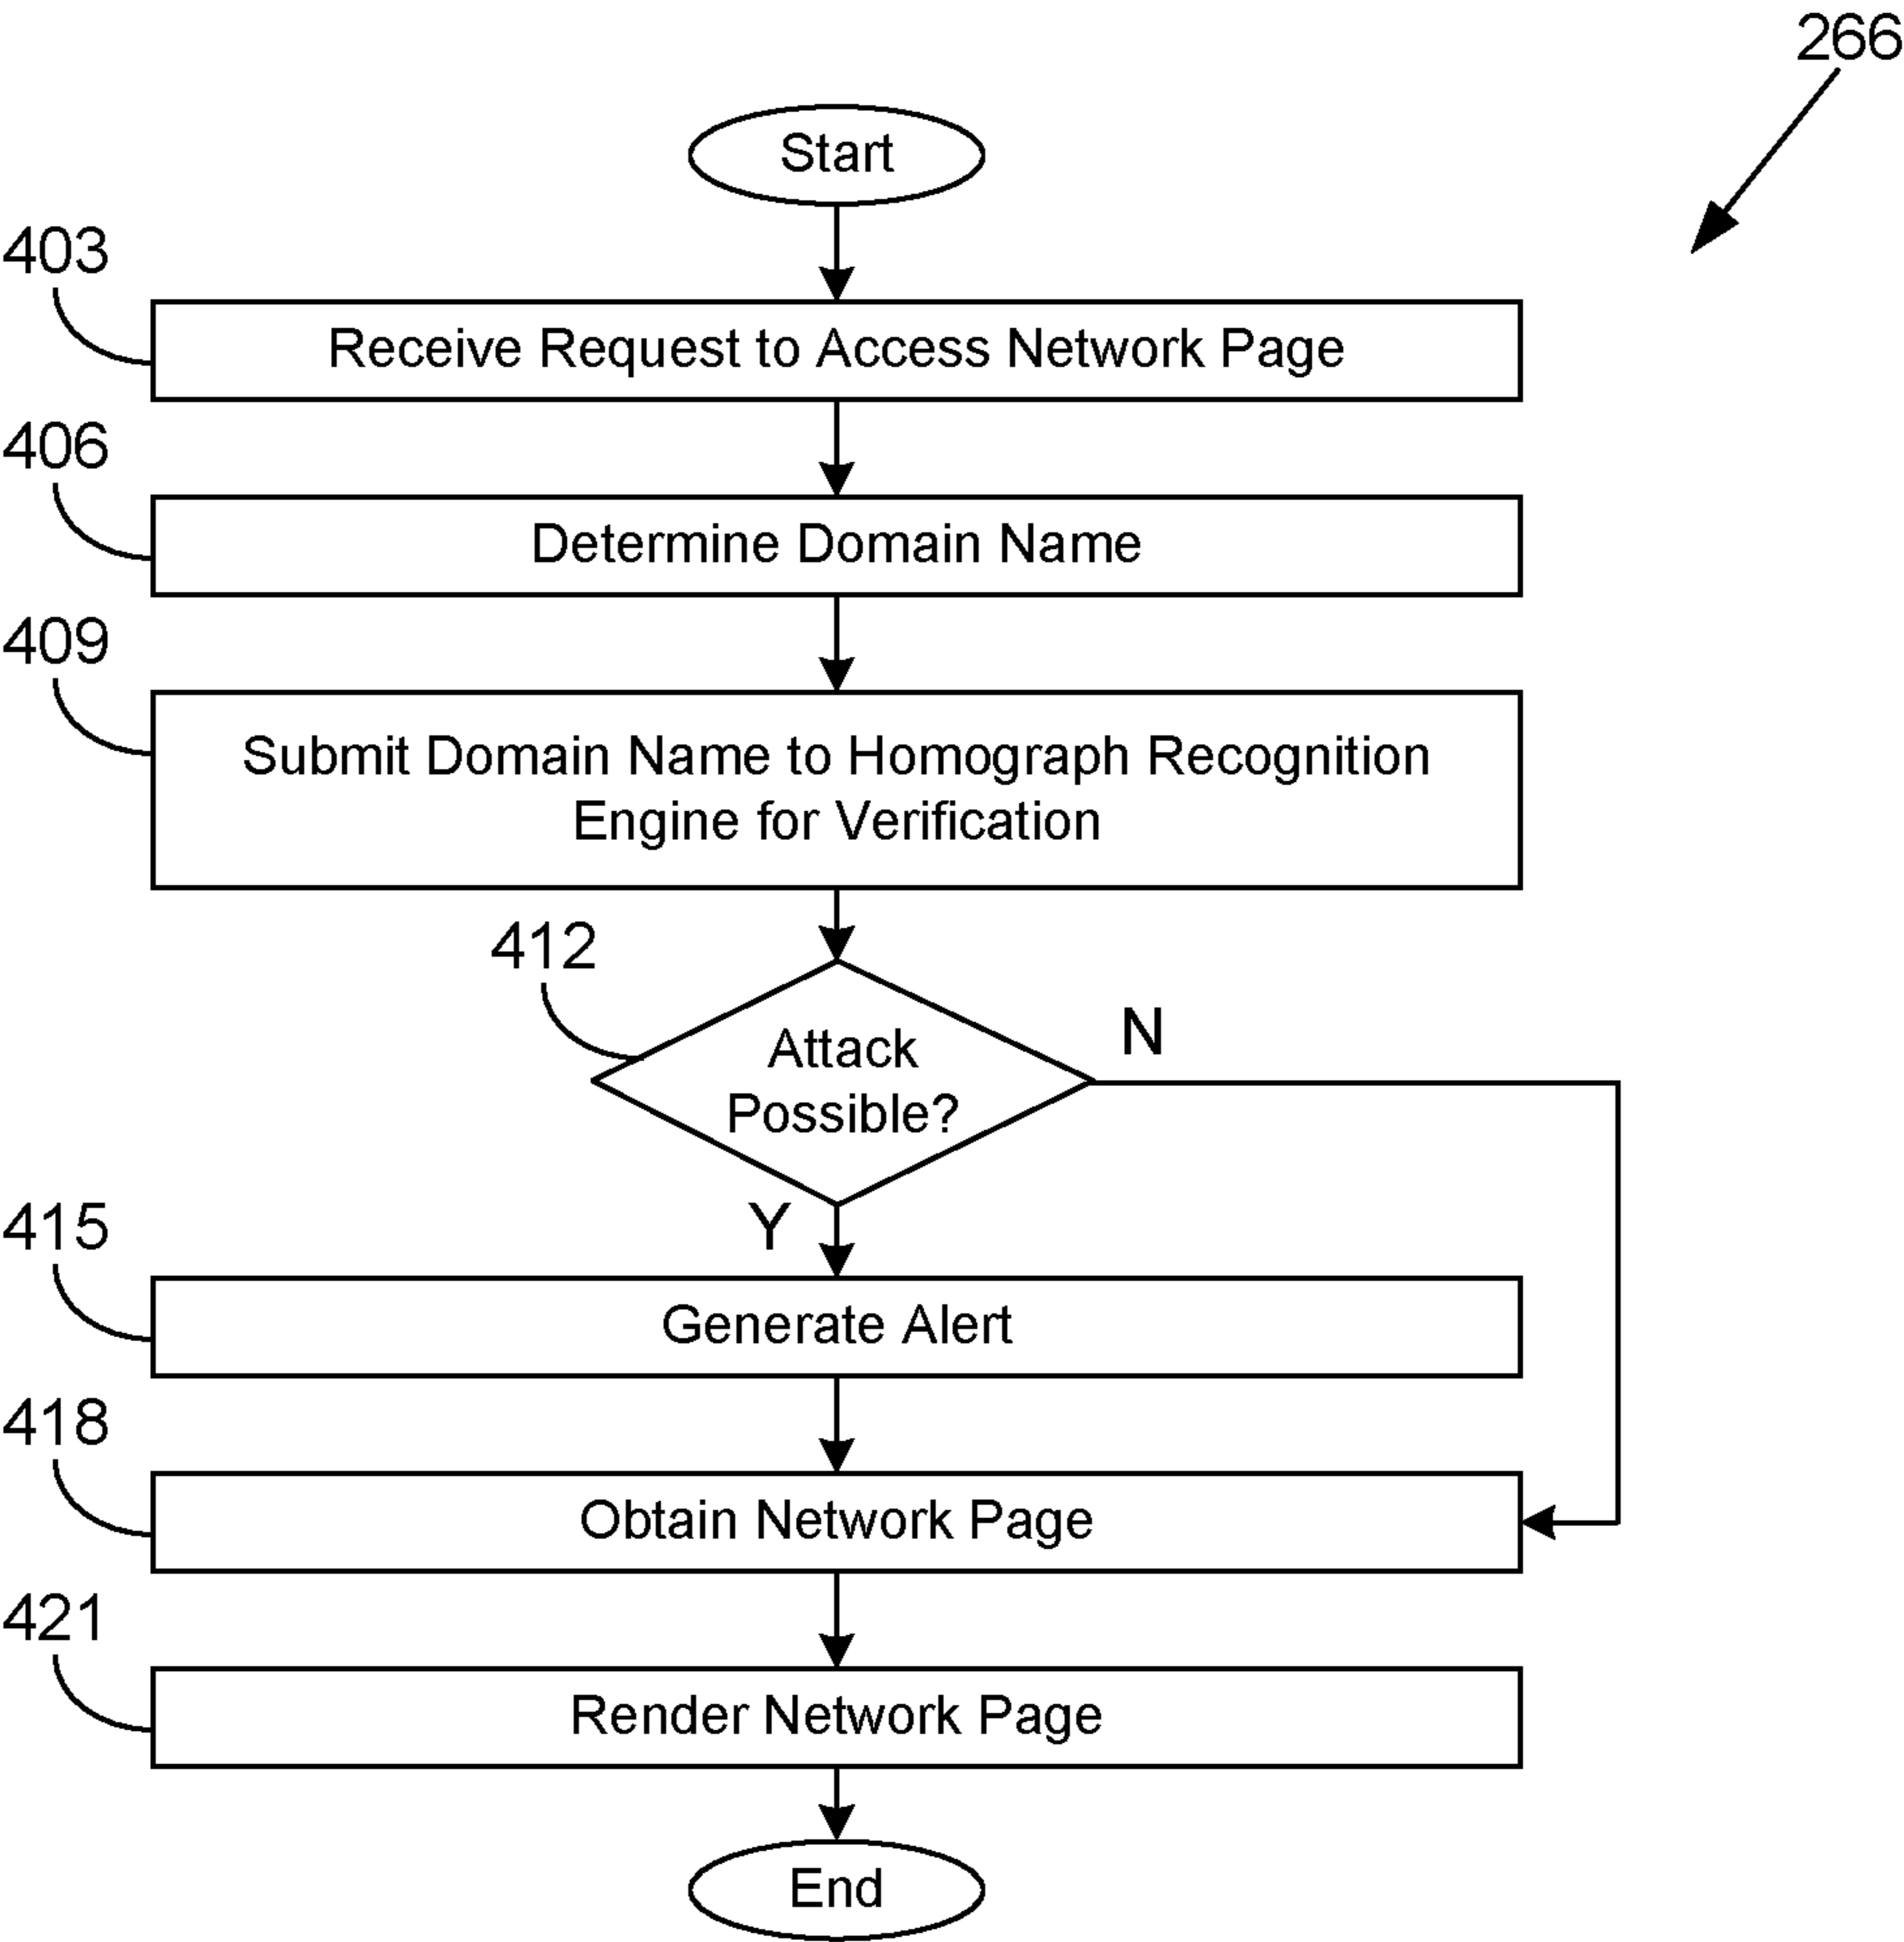 266
Start
403
Receive Request to Access Network Page
406
Determine Domain Name
409
Submit Domain Name to Homograph Recognition
Engine for Verification
412
Attack
Possible?
N
Y
415
Generate Alert
418
Obtain Network Page
421
Render Network Page
End